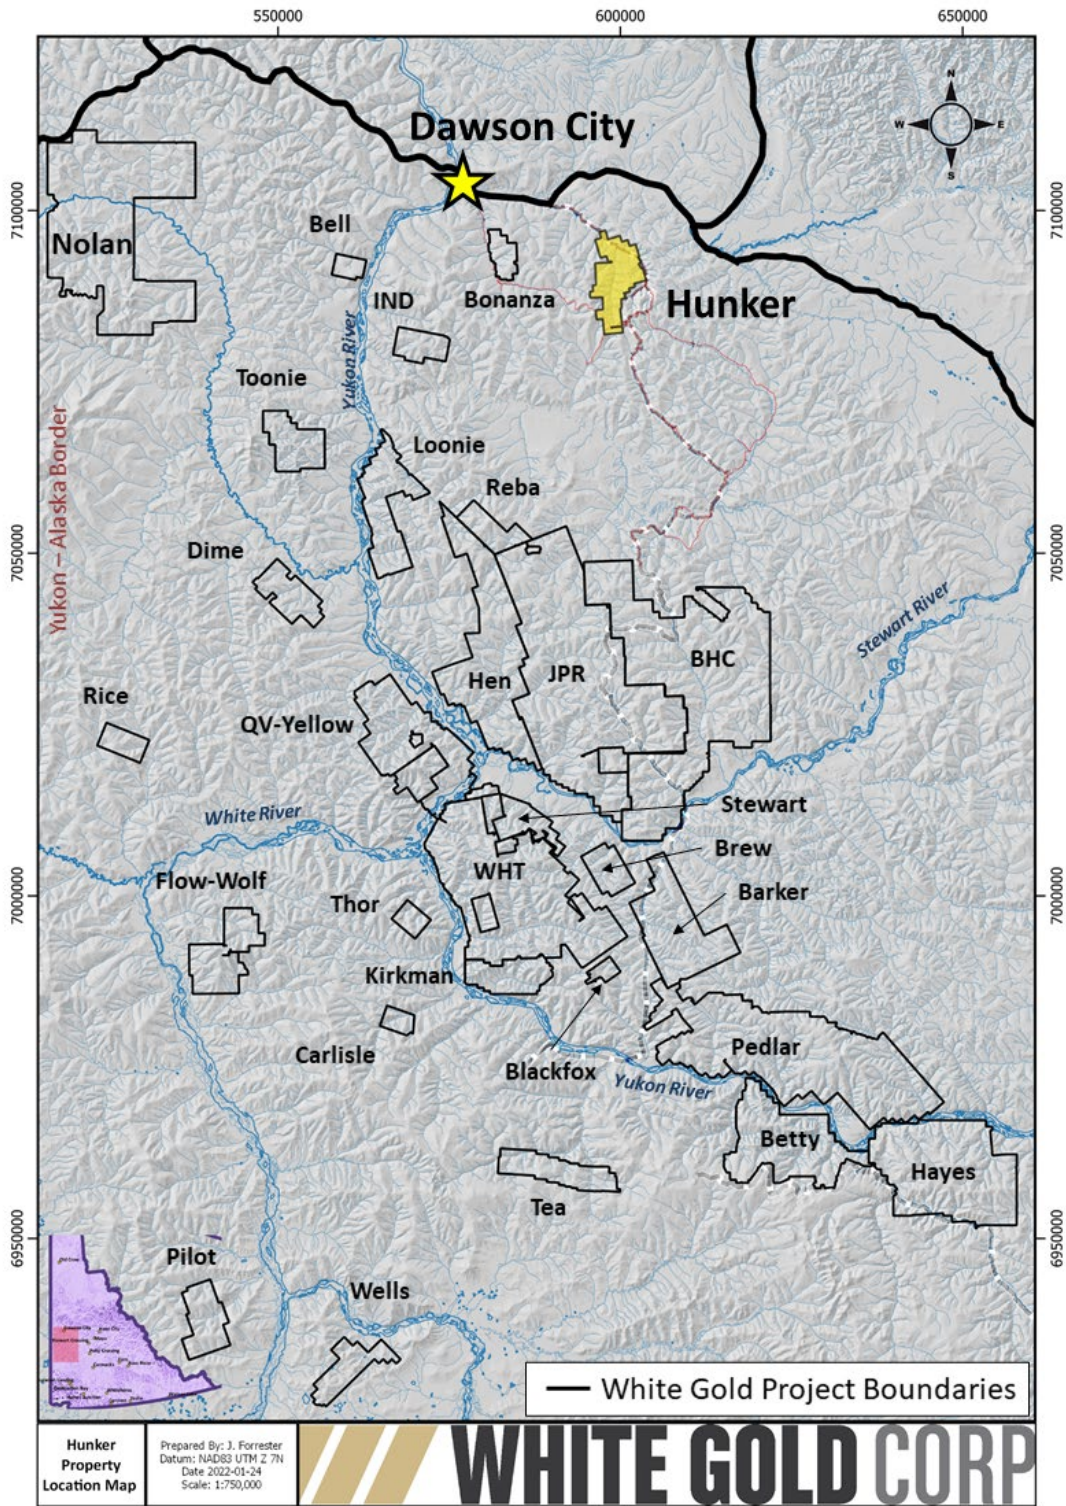 550000
600000
650000
N
W
E
S
Dawson City
7100000
7100000
Bell
Nolan
IND
Bonanza
Hunker
Yukon River
Toonie
Loonie
Reba
Yukon – Alaska Border
7050000
7050000
Dime
Stewart River
Rice
Hen
JPR
BHC
QV-Yellow
White River
Stewart
Brew
WHT
Flow-Wolf
Barker
7000000
7000000
Thor
Kirkman
Carlisle
Blackfox
Pedlar
Yukon River
Betty
Hayes
Tea
6950000
6950000
Pilot
Wells
White Gold Project Boundaries
Hunker
Property
Location Map
Prepared By: J. Forrester
Datum: NAD83 UTM Z 7N
Date 2022-01-24
Scale: 1:750,000
WHITE GOLD CORP